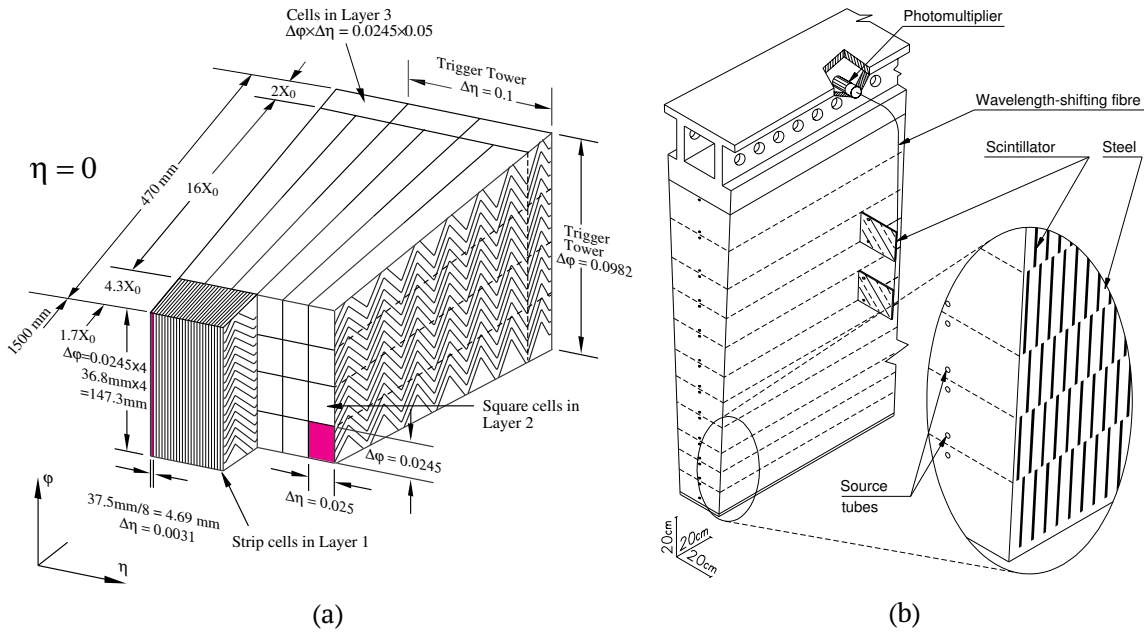 Cells in Layer 3
Δφ×Δη = 0.0245×0.05
Trigger Tower
Δη = 0.1
2X₀
η = 0
470 mm
16X₀
4.3X₀
1500 mm
1.7X₀
Δφ=0.0245x4
36.8mmx4
=147.3mm
Trigger
Tower
Δφ = 0.0982
Square cells in
Layer 2
Δφ = 0.0245
Δη = 0.025
37.5mm/8 = 4.69 mm
Δη = 0.0031
Strip cells in Layer 1
φ
η
(a)
Photomultiplier
Wavelength-shifting fibre
Scintillator
Steel
Source
tubes
20cm
20cm
20cm
(b)